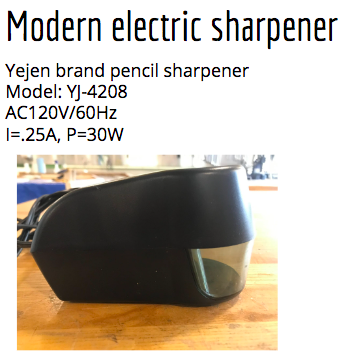 Modern electric sharpener
Yejen brand pencil sharpener
Model: YJ-4208
AC120V/60Hz
I=.25A, P=30W